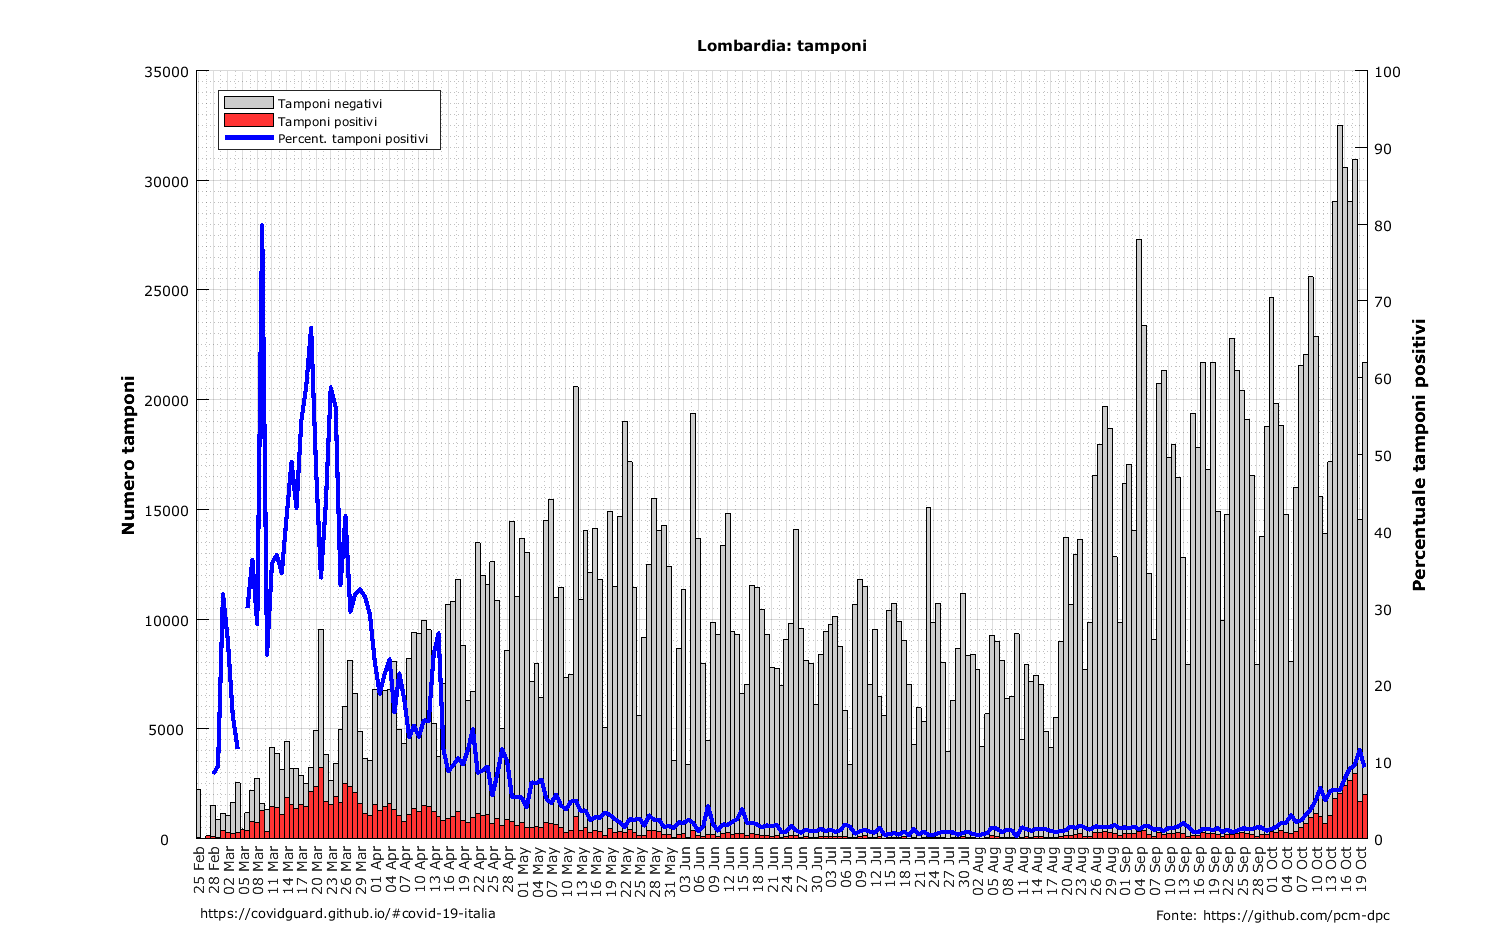 Lombardia: tamponi
35000
30000
25000
20000
15000
10000
5000
0
Numero tamponi
Tamponi negativi
Tamponi positivi
Percent. tamponi positivi
100
90
80
70
60
50
40
30
20
10
0
Percentuale tamponi positivi
25 Feb
28 Feb
02 Mar
05 Mar
08 Mar
11 Mar
14 Mar
17 Mar
20 Mar
23 Mar
26 Mar
29 Mar
01 Apr
04 Apr
07 Apr
10 Apr
13 Apr
16 Apr
19 Apr
22 Apr
25 Apr
28 Apr
01 May
04 May
07 May
10 May
13 May
16 May
19 May
22 May
25 May
28 May
31 May
03 Jun
06 Jun
09 Jun
12 Jun
15 Jun
18 Jun
21 Jun
24 Jun
27 Jun
30 Jun
03 Jul
06 Jul
09 Jul
12 Jul
15 Jul
18 Jul
21 Jul
24 Jul
27 Jul
30 Jul
02 Aug
05 Aug
08 Aug
11 Aug
14 Aug
17 Aug
20 Aug
23 Aug
26 Aug
29 Aug
01 Sep
04 Sep
07 Sep
10 Sep
13 Sep
16 Sep
19 Sep
22 Sep
25 Sep
28 Sep
01 Oct
04 Oct
07 Oct
10 Oct
13 Oct
16 Oct
19 Oct
https://covidguard.github.io/#covid-19-italia
Fonte: https://github.com/pcm-dpc